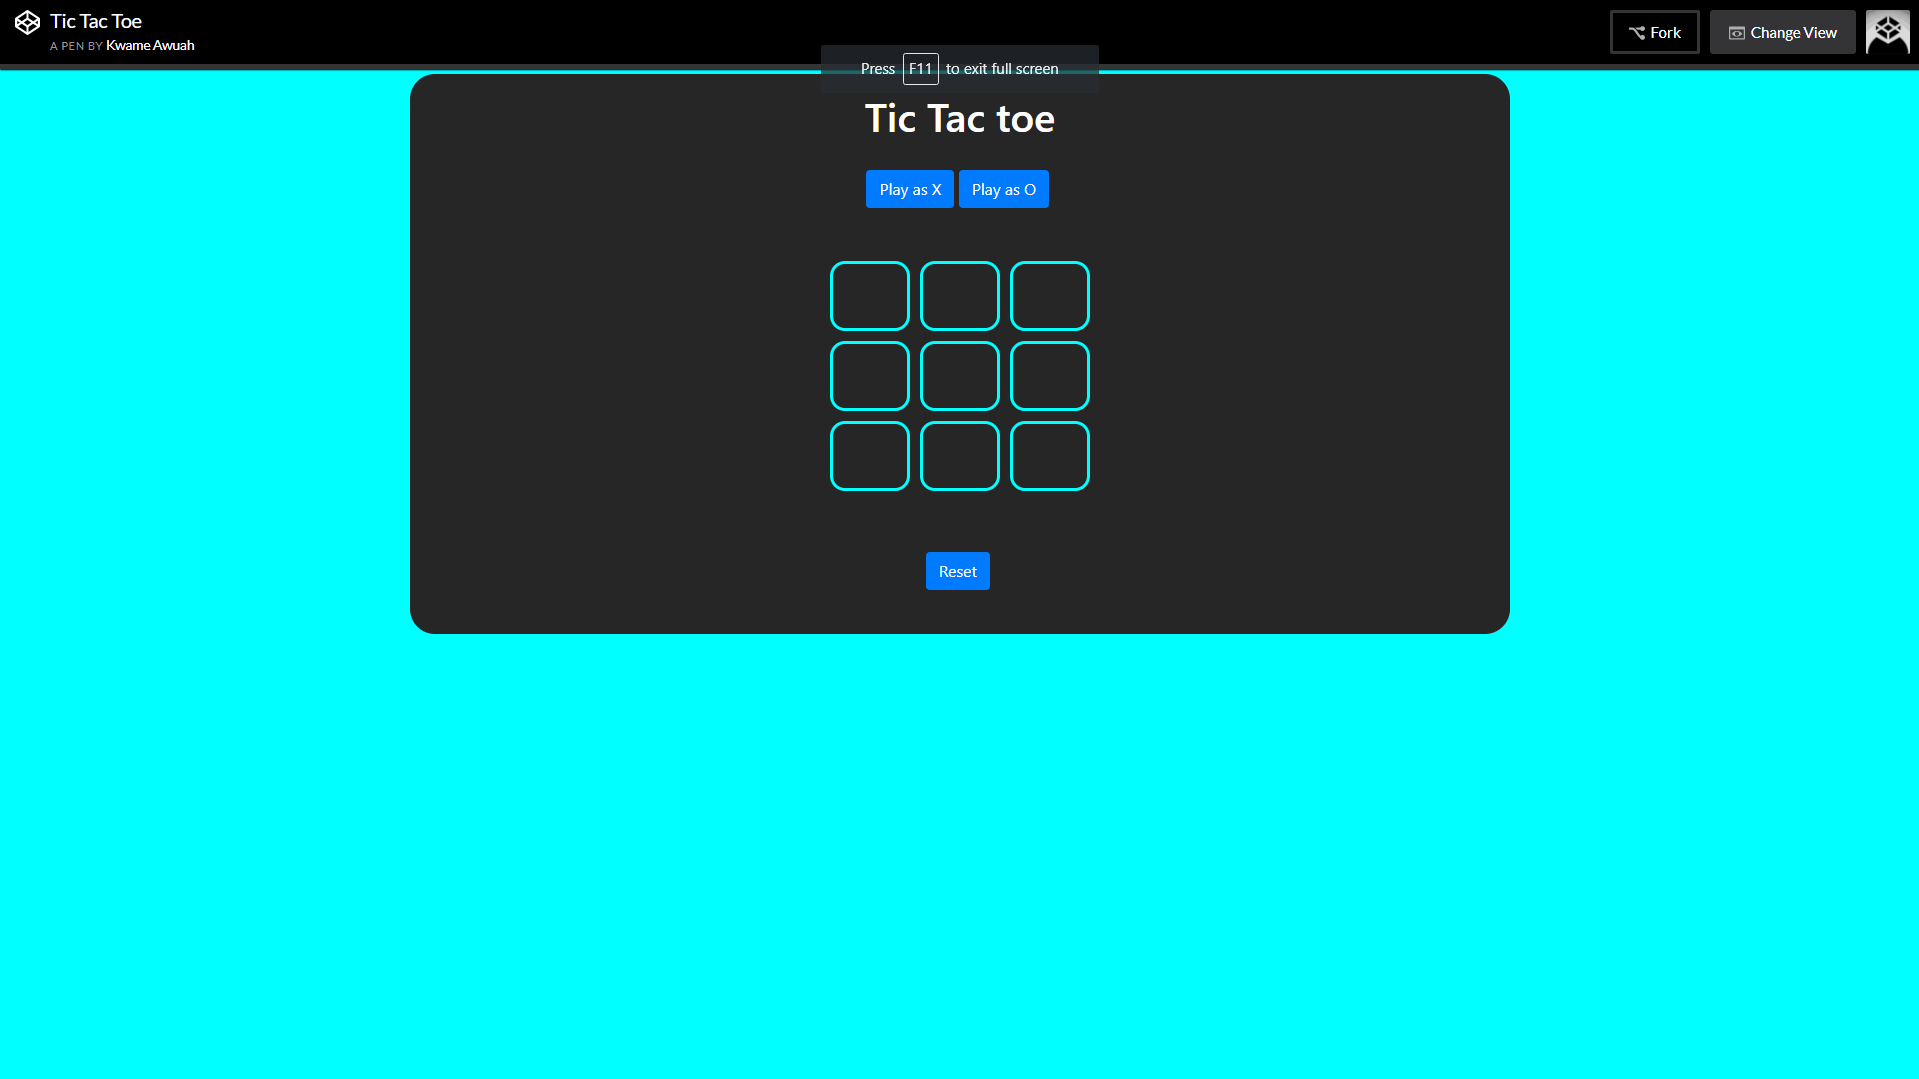 Tic Tac Toe
A PEN BY Kwame Awuah
Fork
Change View
Press F11 to exit full screen
Tic Tac toe
Play as X
Play as O
Reset